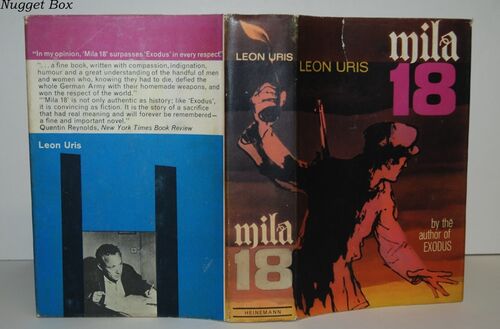 Nugget Box
"In my opinion, 'Mila 18' surpasses 'Exodus' in every respect
". . . a fine book, written with compassion, indignation,
humour and a great understanding of the handful of men
and women who, knowing they had to die, defied the
whole German Army with their homemade weapons, and
won the respect of the world."
"'Mila 18' is not only authentic as history; like 'Exodus',
it is convincing as fiction. It is the story of a sacrifice
that had real meaning and will forever be remembered—
a fine and important novel."
Quentin Reynolds, New York Times Book Review
Leon Uris
LEON URIS
mila
18
HEINEMANN
mila
18
LEON URIS
by the
author of
EXODUS